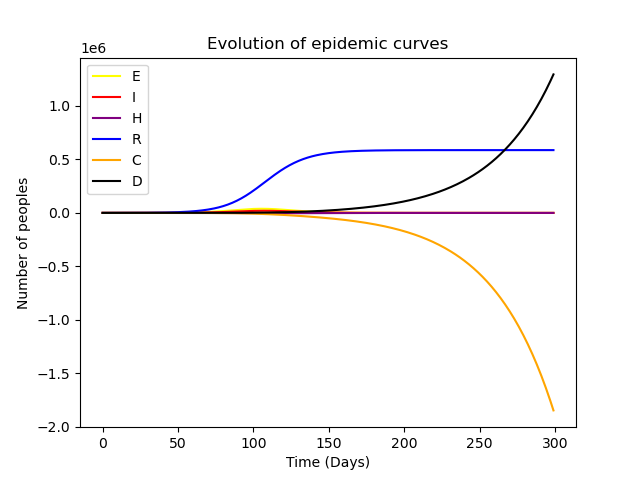 Evolution of epidemic curves
1e6
E
I
H
R
C
D
1.0
0.5
0.0
−0.5
−1.0
−1.5
−2.0
Number of peoples
0 50 100 150 200 250 300
Time (Days)